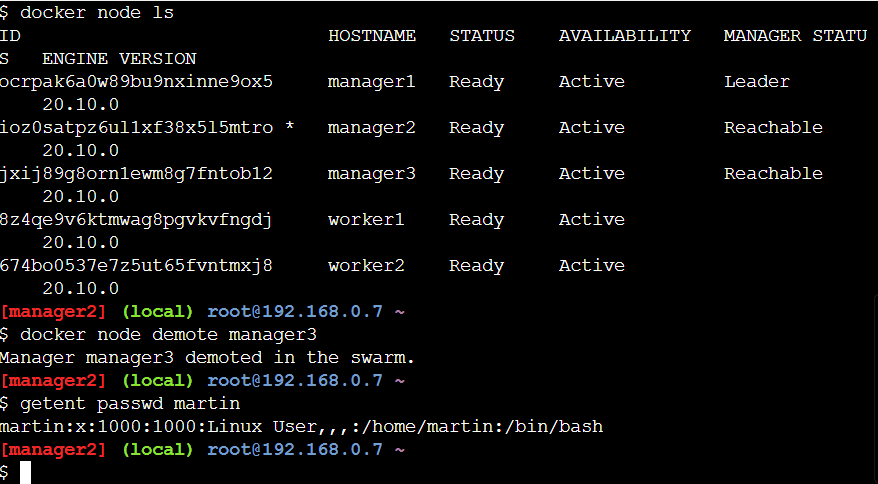 $ docker node ls
ID                            HOSTNAME   STATUS    AVAILABILITY   MANAGER STATU
S   ENGINE VERSION
ocrpak6a0w89bu9nxinne9ox5     manager1   Ready     Active         Leader
    20.10.0
ioz0satpz6ul1xf38x5l5mtro *   manager2   Ready     Active         Reachable
    20.10.0
jxij89g8orn1ewm8g7fntob12     manager3   Ready     Active         Reachable
    20.10.0
8z4qe9v6ktmwag8pgvkvfngdj     worker1    Ready     Active
    20.10.0
674bo0537e7z5ut65fvntmxj8     worker2    Ready     Active
    20.10.0
[manager2] (local) root@192.168.0.7 ~
$ docker node demote manager3
Manager manager3 demoted in the swarm.
[manager2] (local) root@192.168.0.7 ~
$ getent passwd martin
martin:x:1000:1000:Linux User,,,:/home/martin:/bin/bash
[manager2] (local) root@192.168.0.7 ~
$